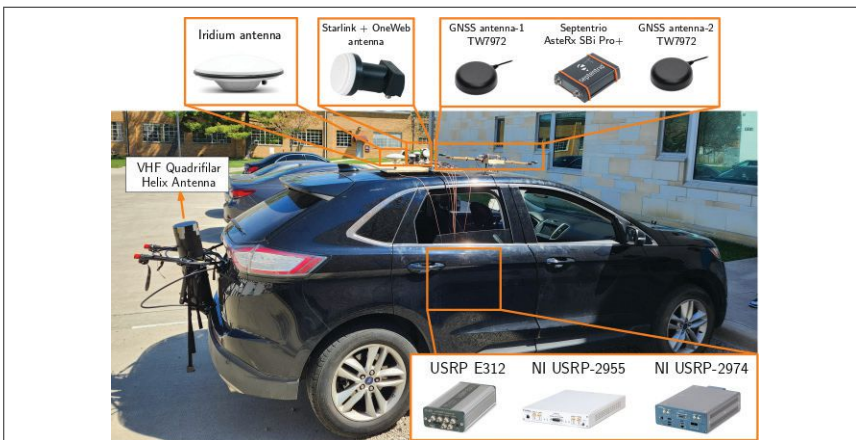 Iridium antenna
Starlink + OneWeb
antenna
GNSS antenna-1
TW7972
Septentrio
AsteRx SBi Pro+
GNSS antenna-2
TW7972
septentrio
VHF Quadrifilar
Helix Antenna
USRP E312
NI USRP-2955
NI USRP-2974